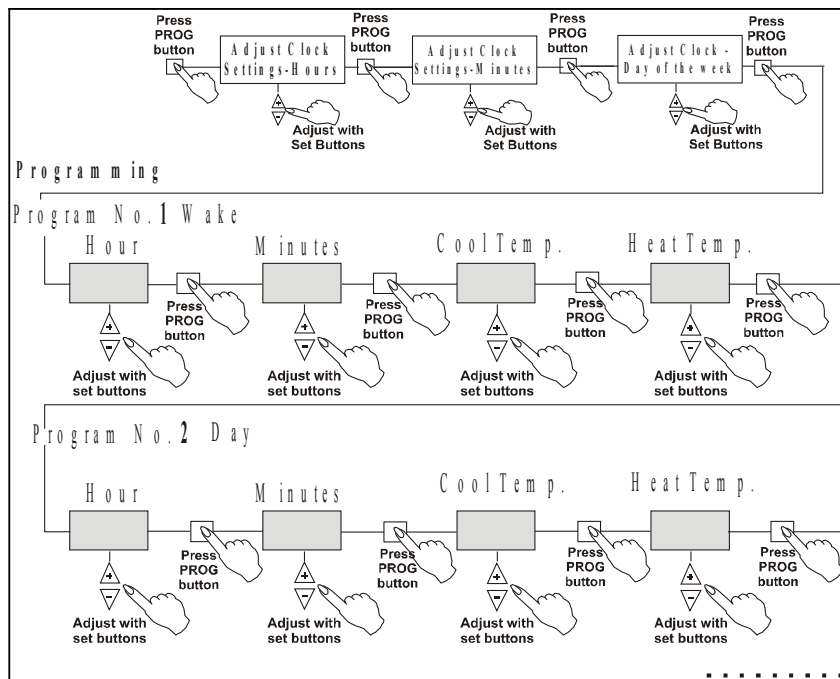 Press
PROG
button
Adjust Clock
Settings-Hours
Adjust with
Set Buttons
Press
PROG
button
Adjust Clock
Settings-Minutes
Adjust with
Set Buttons
Press
PROG
button
Adjust Clock -
Day of the week
Adjust with
Set Buttons
Press
PROG
button
Programming
Program No.1 Wake
Hour
+
-
Adjust with
set buttons
Press
PROG
button
Minutes
+
-
Adjust with
set buttons
Press
PROG
button
Cool Temp.
+
-
Adjust with
set buttons
Press
PROG
button
Heat Temp.
+
-
Adjust with
set buttons
Press
PROG
button
Program No.2 Day
Hour
+
-
Adjust with
set buttons
Press
PROG
button
Minutes
+
-
Adjust with
set buttons
Press
PROG
button
Cool Temp.
+
-
Adjust with
set buttons
Press
PROG
button
Heat Temp.
+
-
Adjust with
set buttons
Press
PROG
button